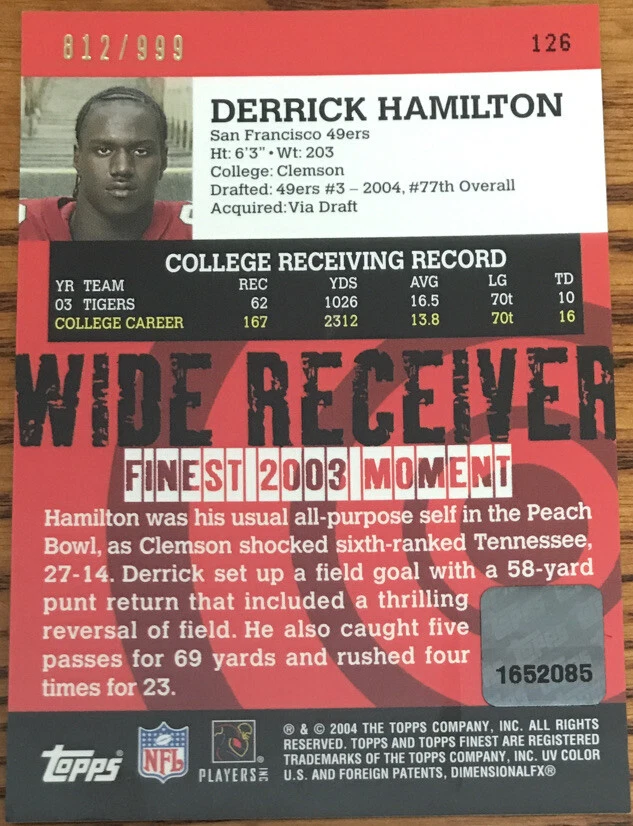 812/999
126
DERRICK HAMILTON
San Francisco 49ers
Ht: 6'3" • Wt: 203
College: Clemson
Drafted: 49ers #3 – 2004, #77th Overall
Acquired: Via Draft
COLLEGE RECEIVING RECORD
YR TEAM REC YDS AVG LG TD
03 TIGERS 62 1026 16.5 70t 10
COLLEGE CAREER 167 2312 13.8 70t 16
WIDE RECEIVER
FINEST 2003 MOMENT
Hamilton was his usual all-purpose self in the Peach
Bowl, as Clemson shocked sixth-ranked Tennessee,
27-14. Derrick set up a field goal with a 58-yard
punt return that included a thrilling
reversal of field. He also caught five
passes for 69 yards and rushed four
times for 23.
Topps
1652085
Topps
NFL
PLAYERS INC
® & © 2004 THE TOPPS COMPANY, INC. ALL RIGHTS
RESERVED. TOPPS AND TOPPS FINEST ARE REGISTERED
TRADEMARKS OF THE TOPPS COMPANY, INC. UV COLOR
U.S. AND FOREIGN PATENTS, DIMENSIONALFX®